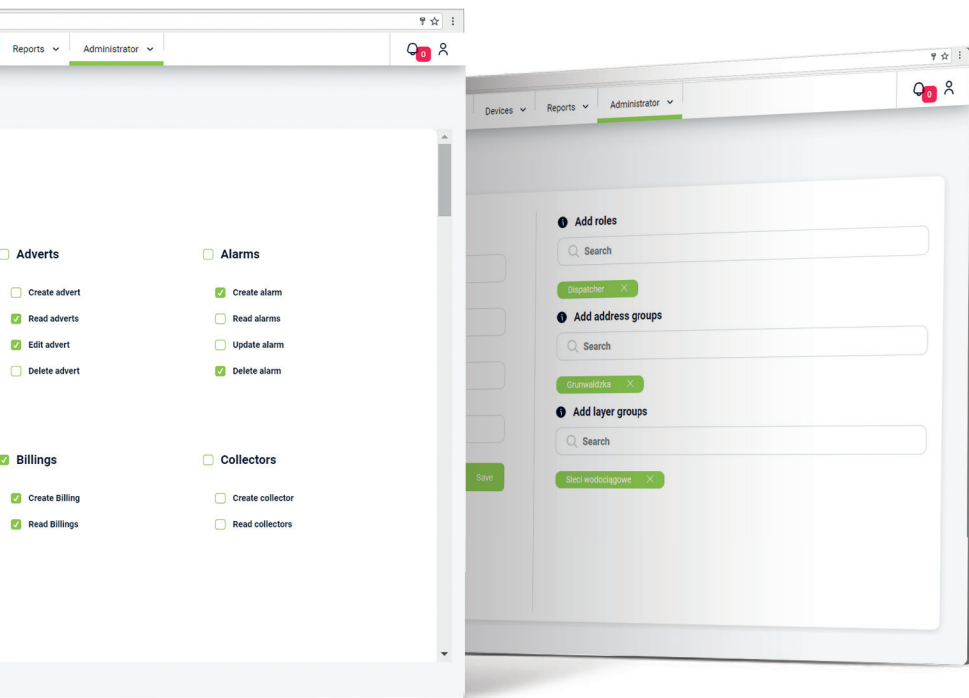 Reports
Administrator
0
Adverts
Create advert
Read adverts
Edit advert
Delete advert
Alarms
Create alarm
Read alarms
Update alarm
Delete alarm
Billings
Create Billing
Read Billings
Collectors
Create collector
Read collectors
Devices
Reports
Administrator
0
Add roles
Search
Dispatcher
Add address groups
Search
Grunwaldzka
Add layer groups
Search
Sieci wodociągowe
Save